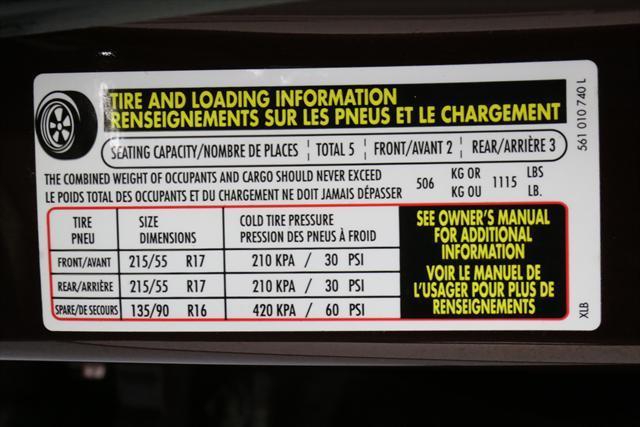 TIRE AND LOADING INFORMATION
RENSEIGNEMENTS SUR LES PNEUS ET LE CHARGEMENT
SEATING CAPACITY/NOMBRE DE PLACES TOTAL 5 FRONT/AVANT 2 REAR/ARRIÈRE 3
THE COMBINED WEIGHT OF OCCUPANTS AND CARGO SHOULD NEVER EXCEED 506 KG OR 1115 LBS
LE POIDS TOTAL DES OCCUPANTS ET DU CHARGEMENT NE DOIT JAMAIS DÉPASSER KG OU LB.
TIRE SIZE COLD TIRE PRESSURE
PNEU DIMENSIONS PRESSION DES PNEUS À FROID
FRONT/AVANT 215/55 R17 210 KPA / 30 PSI
REAR/ARRIÈRE 215/55 R17 210 KPA / 30 PSI
SPARE/DE SECOURS 135/90 R16 420 KPA / 60 PSI
SEE OWNER'S MANUAL
FOR ADDITIONAL
INFORMATION
VOIR LE MANUEL DE
L'USAGER POUR PLUS DE
RENSEIGNEMENTS
561 010 740 L
XLB